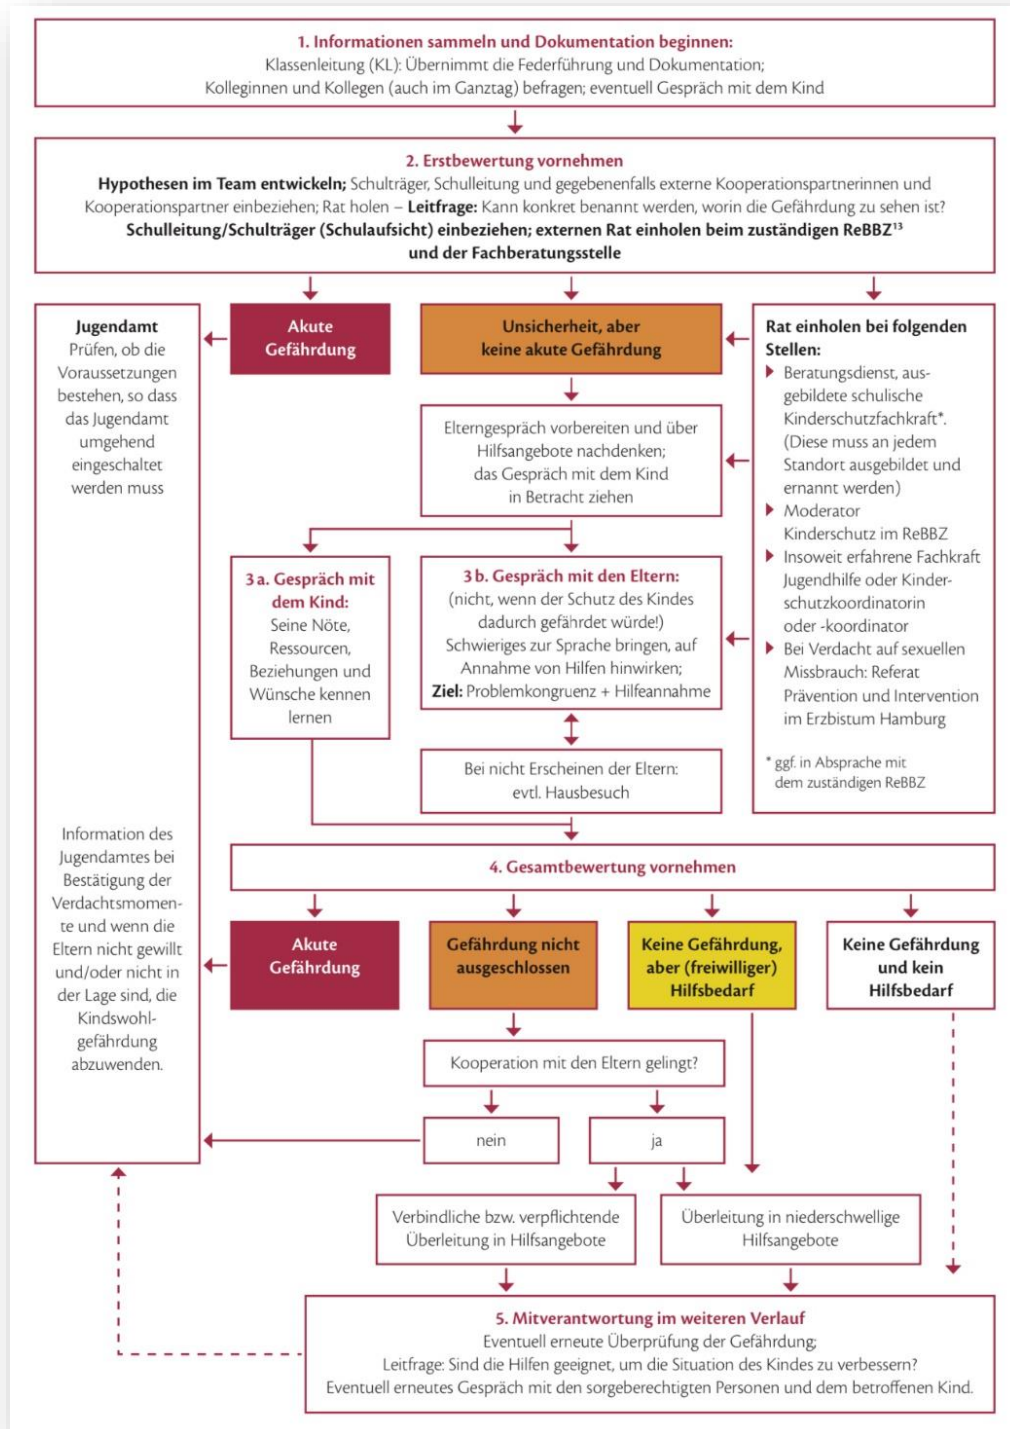 1. Informationen sammeln und Dokumentation beginnen:
Klassenleitung (KL): Übernimmt die Federführung und Dokumentation;
Kolleginnen und Kollegen (auch im Ganztag) befragen; eventuell Gespräch mit dem Kind
2. Erstbewertung vornehmen
Hypothesen im Team entwickeln; Schulträger, Schulleitung und gegebenenfalls externe Kooperationspartnerinnen und
Kooperationspartner einbeziehen; Rat holen – Leitfrage: Kann konkret benannt werden, worin die Gefährdung zu sehen ist?
Schulleitung/Schulträger (Schulaufsicht) einbeziehen; externen Rat einholen beim zuständigen ReBBZ¹³
und der Fachberatungsstelle
Jugendamt
Prüfen, ob die
Voraussetzungen
bestehen, so dass
das Jugendamt
umgehend
eingeschaltet
werden muss
Akute
Gefährdung
Unsicherheit, aber
keine akute Gefährdung
Rat einholen bei folgenden
Stellen:
Beratungsdienst, aus-
gebildete schulische
Kinderschutzfachkraft*.
(Diese muss an jedem
Standort ausgebildet und
ernannt werden)
Moderator
Kinderschutz im ReBBZ
Insoweit erfahrene Fachkraft
Jugendhilfe oder Kinder-
schutzkoordinatorin
oder -koordinator
Bei Verdacht auf sexuellen
Missbrauch: Referat
Prävention und Intervention
im Erzbistum Hamburg
* ggf. in Absprache mit
dem zuständigen ReBBZ
Elterngespräch vorbereiten und über
Hilfsangebote nachdenken;
das Gespräch mit dem Kind
in Betracht ziehen
3 a. Gespräch mit
dem Kind:
Seine Nöte,
Ressourcen,
Beziehungen und
Wünsche kennen
lernen
3 b. Gespräch mit den Eltern:
(nicht, wenn der Schutz des Kindes
dadurch gefährdet würde!)
Schwieriges zur Sprache bringen, auf
Annahme von Hilfen hinwirken;
Ziel: Problemkongruenz + Hilfeannahme
Bei nicht Erscheinen der Eltern:
evtl. Hausbesuch
Information des
Jugendamtes bei
Bestätigung der
Verdachtsmomen-
te und wenn die
Eltern nicht gewillt
und/oder nicht in
der Lage sind, die
Kindswohl-
gefährdung
abzuwenden.
4. Gesamtbewertung vornehmen
Akute
Gefährdung
Gefährdung nicht
ausgeschlossen
Keine Gefährdung,
aber (freiwilliger)
Hilfsbedarf
Keine Gefährdung
und kein
Hilfsbedarf
Kooperation mit den Eltern gelingt?
nein
ja
Verbindliche bzw. verpflichtende
Überleitung in Hilfsangebote
Überleitung in niederschwellige
Hilfsangebote
5. Mitverantwortung im weiteren Verlauf
Eventuell erneute Überprüfung der Gefährdung;
Leitfrage: Sind die Hilfen geeignet, um die Situation des Kindes zu verbessern?
Eventuell erneutes Gespräch mit den sorgeberechtigten Personen und dem betroffenen Kind.